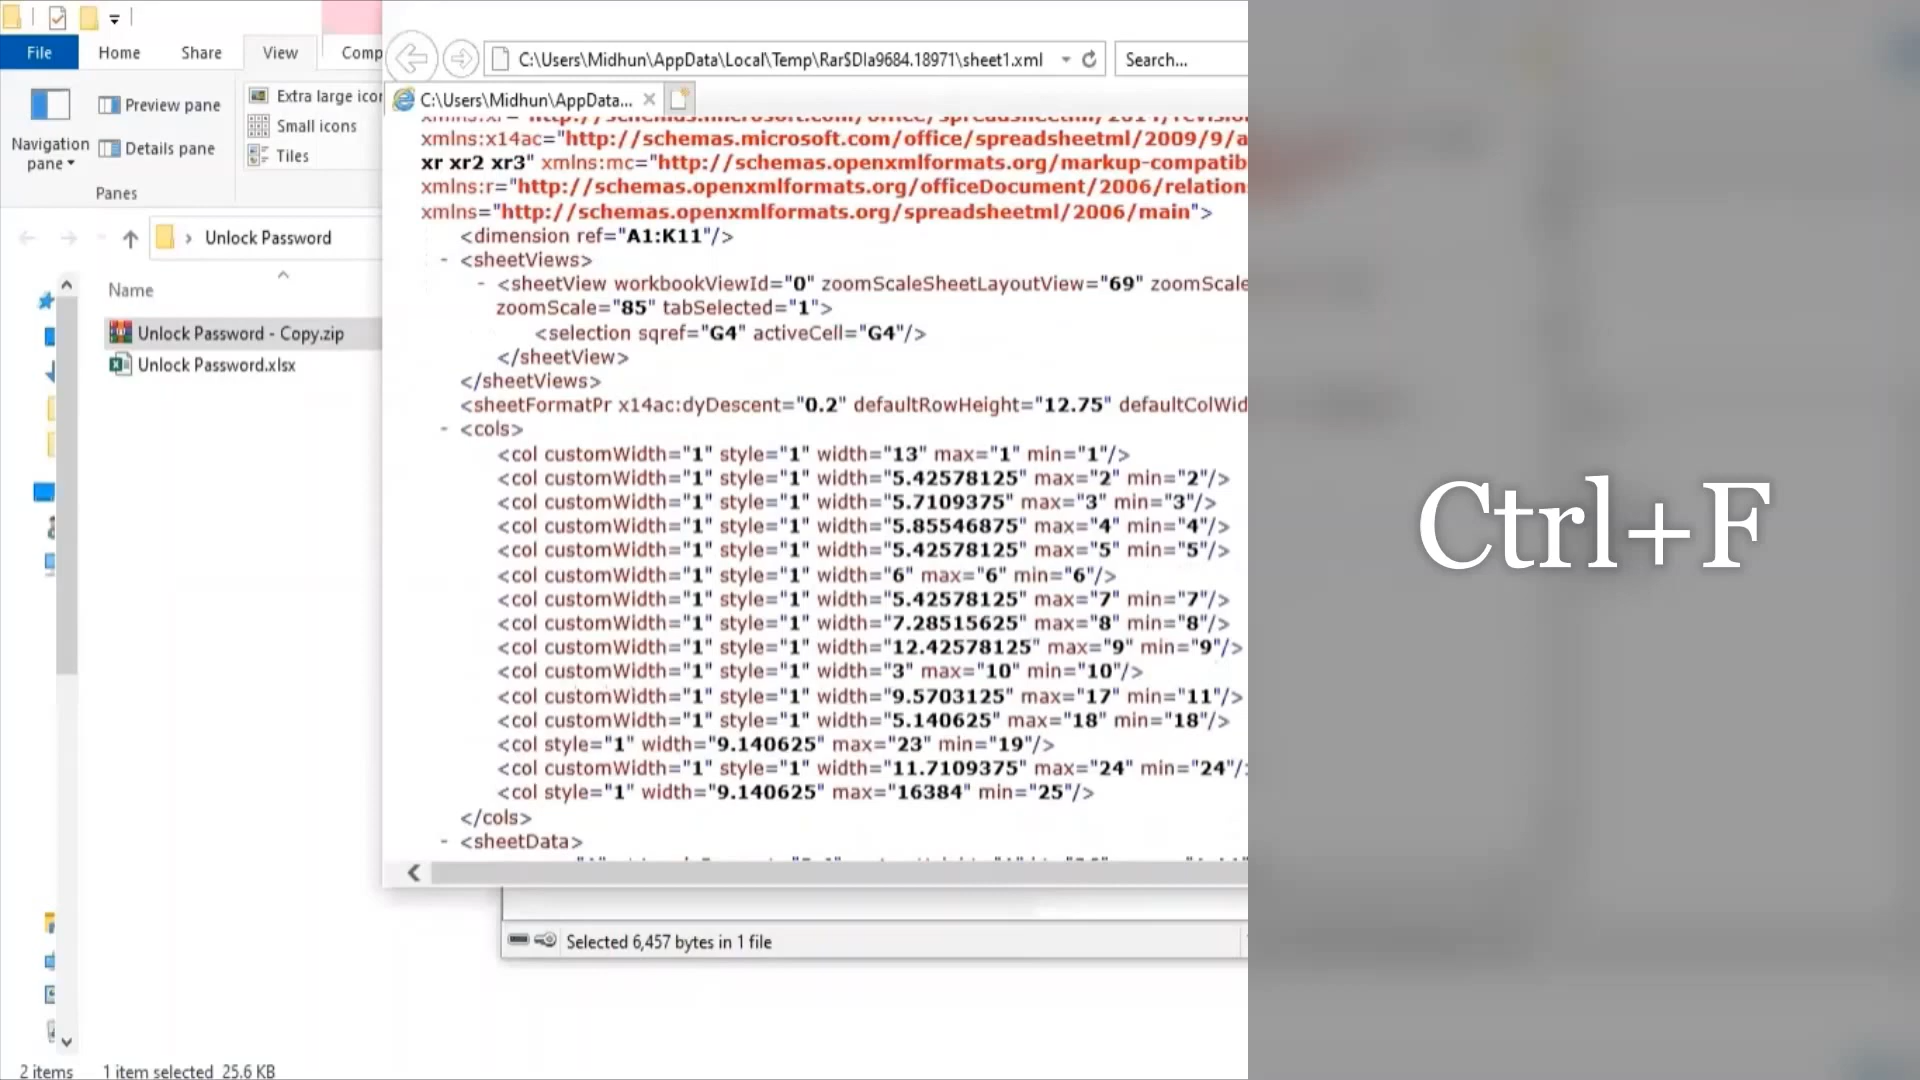 File
Home
Share
View
Navigation
pane
Preview pane
Details pane
Small icons
Tiles
Panes
Unlock Password
Name
Unlock Password - Copy.zip
Unlock Password.xlsx
2 items
1 item selected 25.6 KB
C:\Users\Midhun\AppData\Local\Temp\Rar$DIa9684.18971\sheet1.xml
Search...
C:\Users\Midhun\AppData...
xmlns:x14ac="http://schemas.microsoft.com/office/spreadsheetml/2009/9/a
xr xr2 xr3" xmlns:mc="http://schemas.openxmlformats.org/markup-compatib
xmlns:r="http://schemas.openxmlformats.org/officeDocument/2006/relation
xmlns="http://schemas.openxmlformats.org/spreadsheetml/2006/main">
<dimension ref="A1:K11"/>
- <sheetViews>
- <sheetView workbookViewId="0" zoomScaleSheetLayoutView="69" zoomScale
zoomScale="85" tabSelected="1">
<selection sqref="G4" activeCell="G4"/>
</sheetView>
</sheetViews>
<sheetFormatPr x14ac:dyDescent="0.2" defaultRowHeight="12.75" defaultColWid
- <cols>
<col customWidth="1" style="1" width="13" max="1" min="1"/>
<col customWidth="1" style="1" width="5.42578125" max="2" min="2"/>
<col customWidth="1" style="1" width="5.7109375" max="3" min="3"/>
<col customWidth="1" style="1" width="5.85546875" max="4" min="4"/>
<col customWidth="1" style="1" width="5.42578125" max="5" min="5"/>
<col customWidth="1" style="1" width="6" max="6" min="6"/>
<col customWidth="1" style="1" width="5.42578125" max="7" min="7"/>
<col customWidth="1" style="1" width="7.28515625" max="8" min="8"/>
<col customWidth="1" style="1" width="12.42578125" max="9" min="9"/>
<col customWidth="1" style="1" width="3" max="10" min="10"/>
<col customWidth="1" style="1" width="9.5703125" max="17" min="11"/>
<col customWidth="1" style="1" width="5.140625" max="18" min="18"/>
<col style="1" width="9.140625" max="23" min="19"/>
<col customWidth="1" style="1" width="11.7109375" max="24" min="24"/
<col style="1" width="9.140625" max="16384" min="25"/>
</cols>
- <sheetData>
Selected 6,457 bytes in 1 file
Ctrl+F